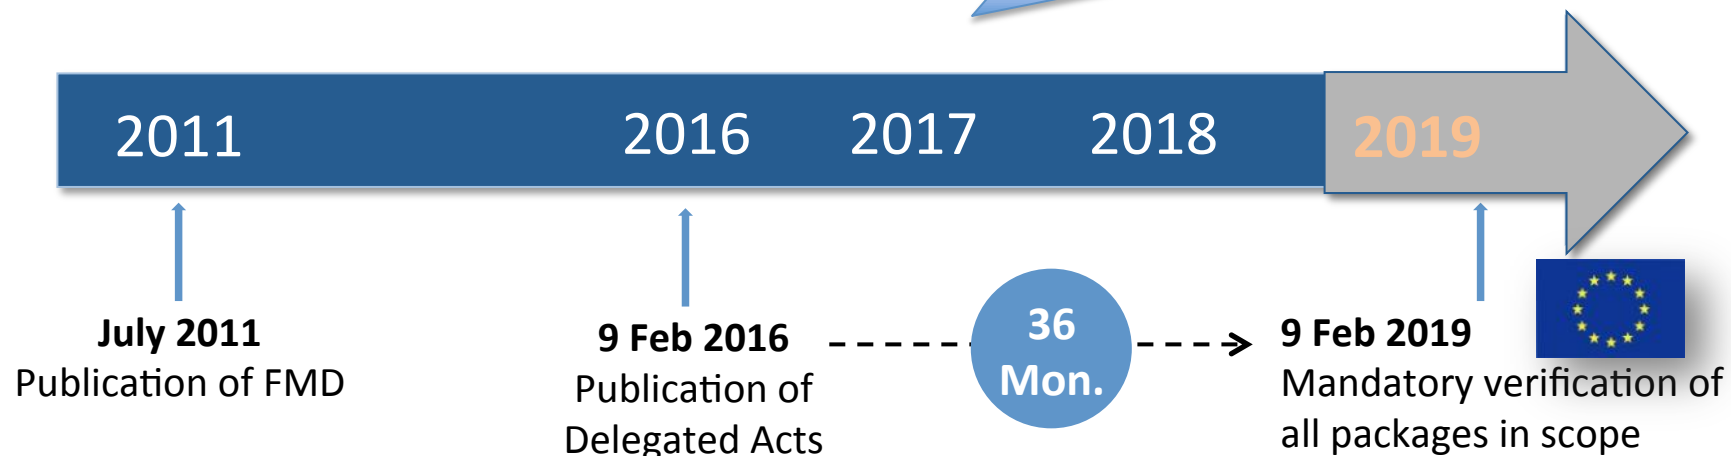 2011 2016 2017 2018 2019
July 2011
Publication of FMD
9 Feb 2016
Publication of
Delegated Acts
36
Mon.
9 Feb 2019
Mandatory verification of
all packages in scope